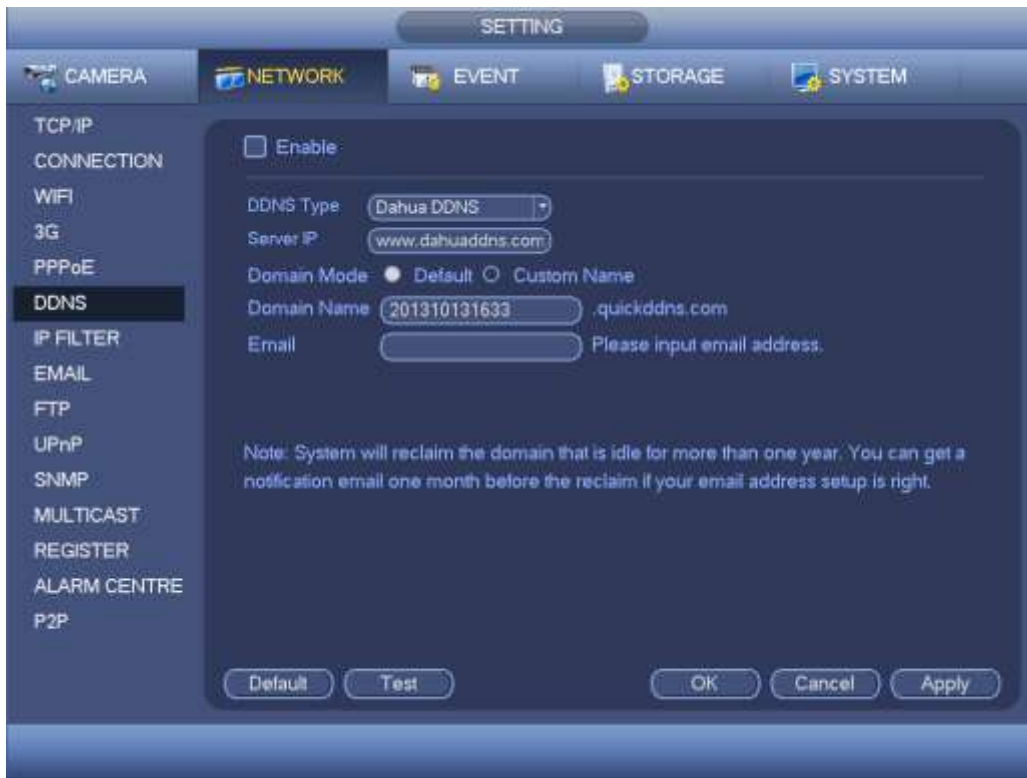 SETTING
CAMERA NETWORK EVENT STORAGE SYSTEM
TCP/IP
CONNECTION
WIFI
3G
PPPoE
DDNS
IP FILTER
EMAIL
FTP
UPnP
SNMP
MULTICAST
REGISTER
ALARM CENTRE
P2P
Enable
DDNS Type Dahua DDNS
Server IP www.dahuaddns.com
Domain Mode Default Custom Name
Domain Name 201310131633 .quickddns.com
Email Please input email address.
Note: System will reclaim the domain that is idle for more than one year. You can get a
notification email one month before the reclaim if your email address setup is right.
Default Test OK Cancel Apply